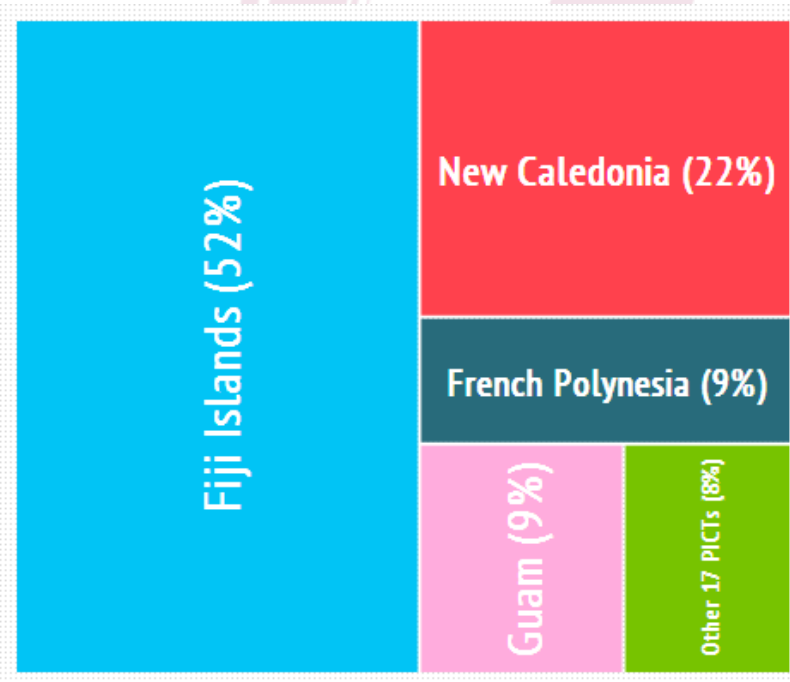 Fiji Islands (52%)
New Caledonia (22%)
French Polynesia (9%)
Guam (9%)
Other 17 PICTs (8%)